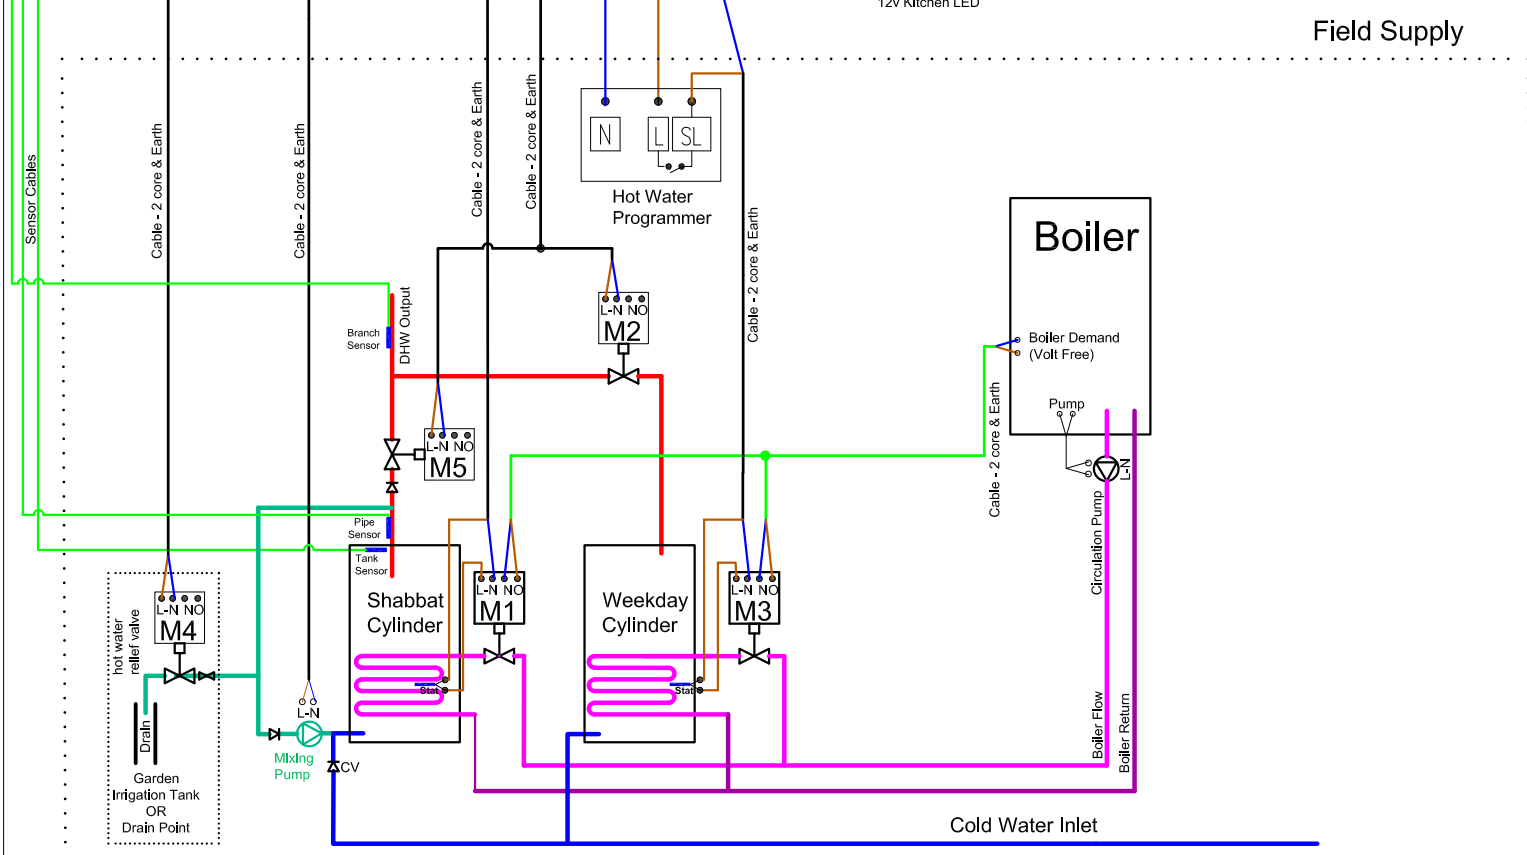 12v Kitchen LED
Field Supply
Sensor Cables
Cable - 2 core & Earth
Cable - 2 core & Earth
Cable - 2 core & Earth
Cable - 2 core & Earth
N
L
SL
Hot Water
Programmer
Cable - 2 core & Earth
Boiler
Boiler Demand
(Volt Free)
Pump
L-N
Circulation Pump
Cable - 2 core & Earth
Branch
Sensor
DHW Output
L-N NO
M2
L-N NO
M5
Pipe
Sensor
Tank
Sensor
Shabbat
Cylinder
L-N NO
M1
Stat
Weekday
Cylinder
L-N NO
M3
Stat
hot water
relief valve
L-N NO
M4
Drain
Garden
Irrigation Tank
OR
Drain Point
L-N
Mixing
Pump
CV
Boiler Flow
Boiler Return
Cold Water Inlet